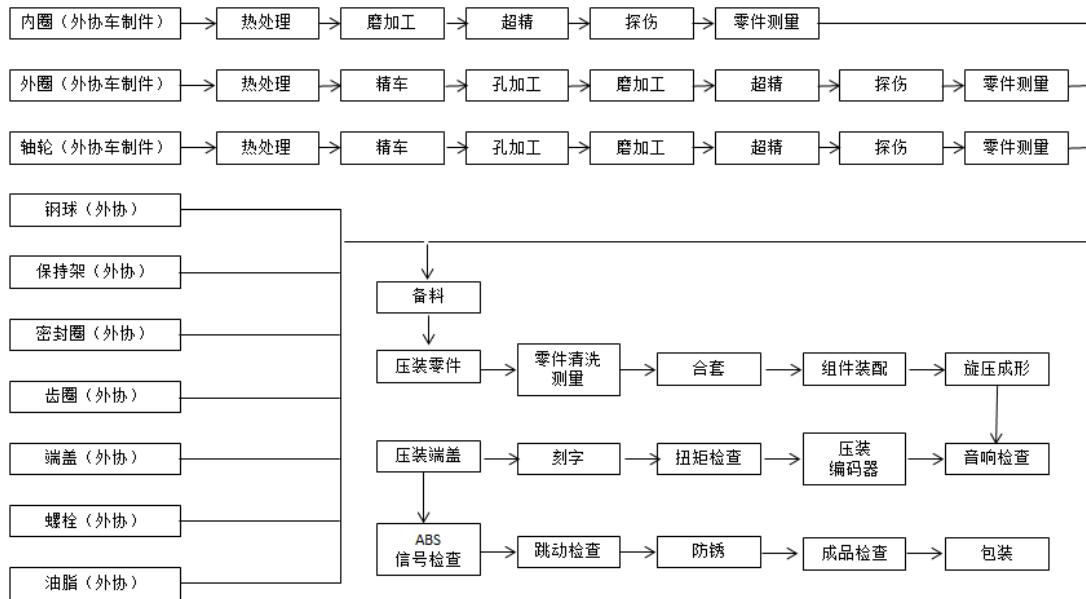 内圈（外协车制件）
热处理
磨加工
超精
探伤
零件测量
外圈（外协车制件）
热处理
精车
孔加工
磨加工
超精
探伤
零件测量
轴轮（外协车制件）
热处理
精车
孔加工
磨加工
超精
探伤
零件测量
钢球（外协）
保持架（外协）
密封圈（外协）
齿圈（外协）
端盖（外协）
螺栓（外协）
油脂（外协）
备料
压装零件
零件清洗
测量
合套
组件装配
旋压成形
压装端盖
刻字
扭矩检查
压装
编码器
音响检查
ABS
信号检查
跳动检查
防锈
成品检查
包装